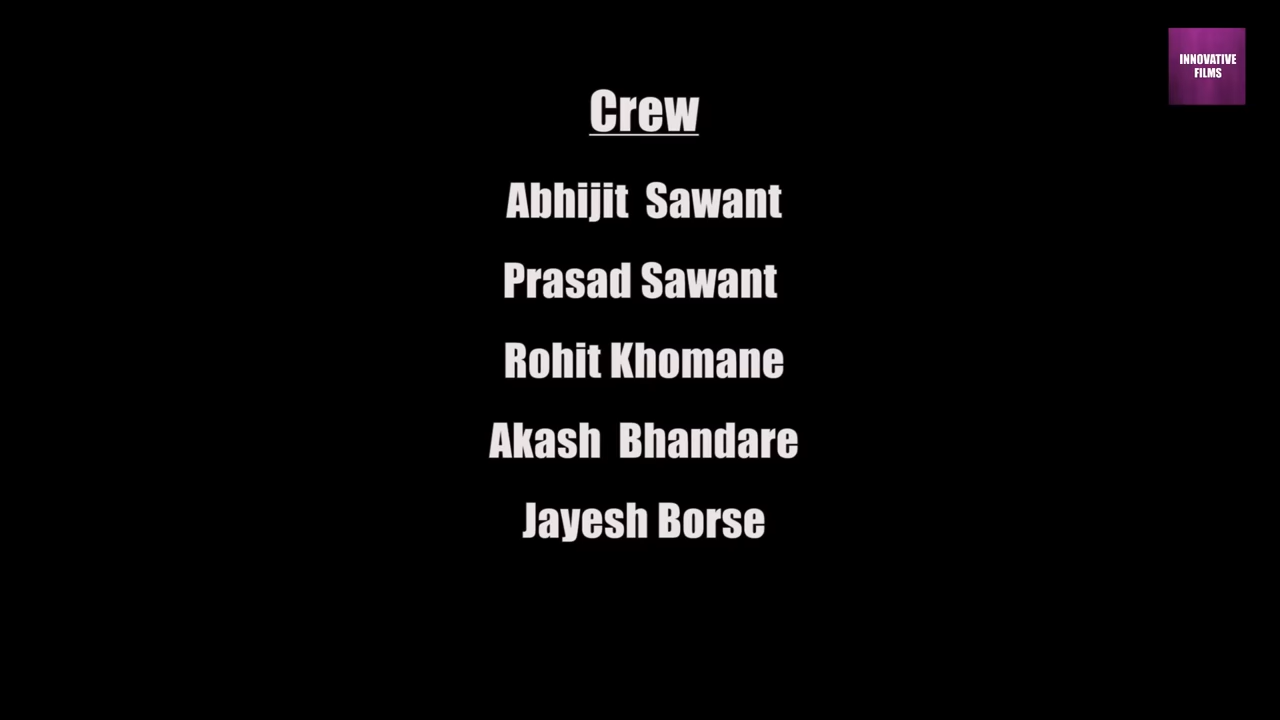 INNOVATIVE
FILMS
Crew
Abhijit Sawant
Prasad Sawant
Rohit Khomane
Akash Bhandare
Jayesh Borse